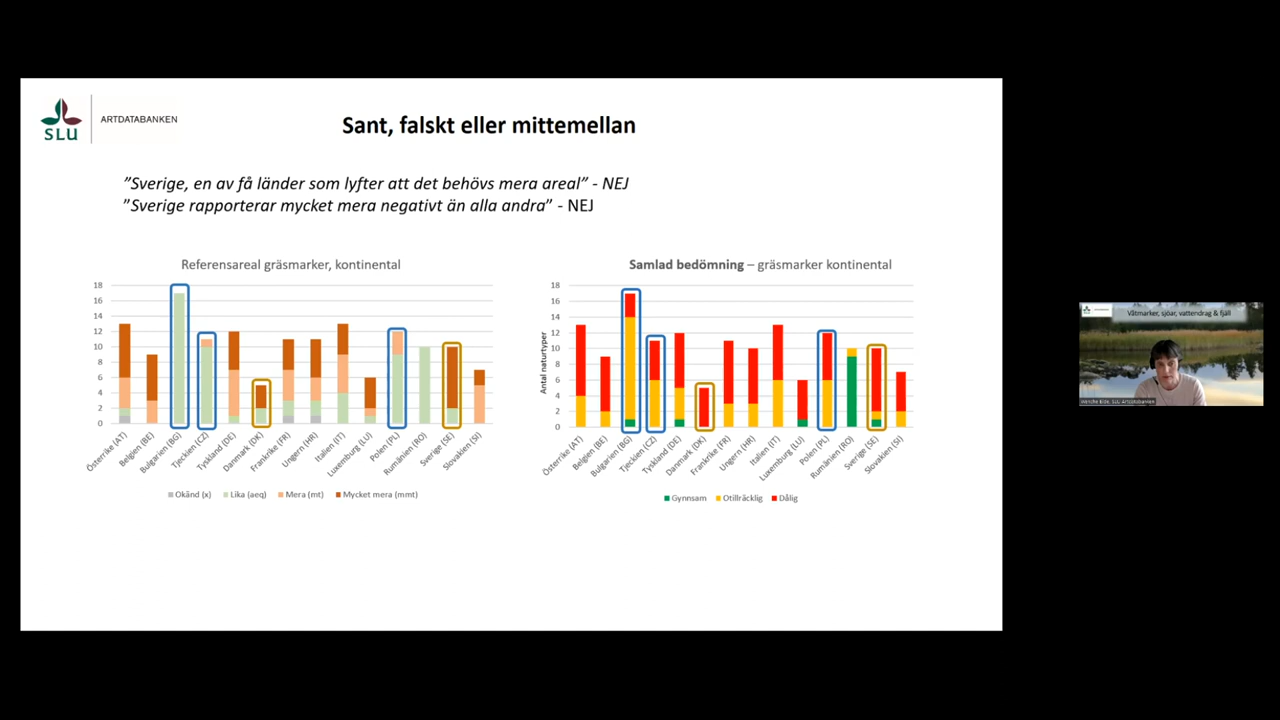 SLU
ARTDATABANKEN
Sant, falskt eller mittemellan
”Sverige, en av få länder som lyfter att det behövs mera areal” - NEJ
”Sverige rapporterar mycket mera negativt än alla andra” - NEJ
Referensareal gräsmarker, kontinental
18
16
14
12
10
8
6
4
2
0
Österrike (AT)
Belgien (BE)
Bulgarien (BG)
Tjeckien (CZ)
Tyskland (DE)
Danmark (DK)
Frankrike (FR)
Ungern (HR)
Italien (IT)
Luxemburg (LU)
Polen (PL)
Rumänien (RO)
Sverige (SE)
Slovakien (SI)
Okänd (x) Lika (aeq) Mera (mt) Mycket mera (mmt)
Samlad bedömning – gräsmarker kontinental
Antal naturtyper
18
16
14
12
10
8
6
4
2
0
Österrike (AT)
Belgien (BE)
Bulgarien (BG)
Tjeckien (CZ)
Tyskland (DE)
Danmark (DK)
Frankrike (FR)
Ungern (HR)
Italien (IT)
Luxemburg (LU)
Polen (PL)
Rumänien (RO)
Sverige (SE)
Slovakien (SI)
Gynnsam Otillräcklig Dålig
Våtmarker, sjöar, vattendrag & fjäll
SLU Artdatabanken